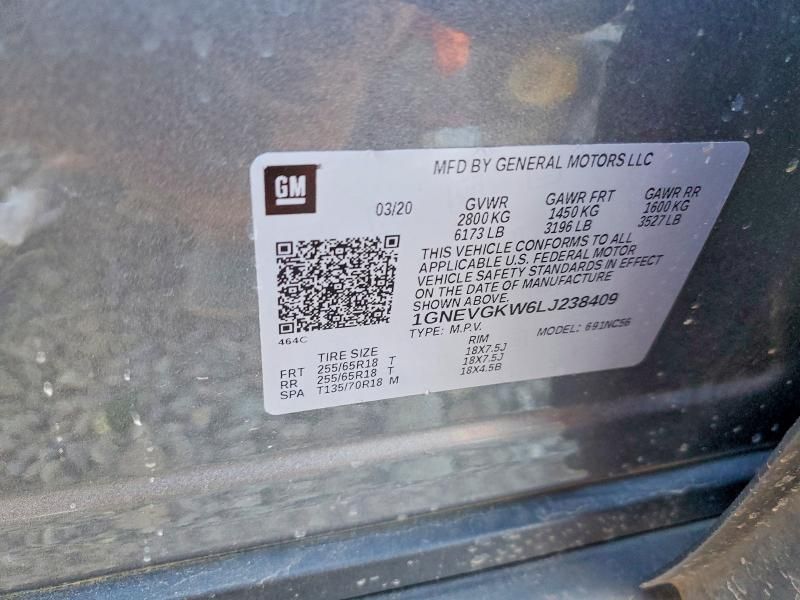 MFD BY GENERAL MOTORS LLC
GM
03/20
GVWR
2800 KG
6173 LB
GAWR FRT
1450 KG
3196 LB
GAWR RR
1600 KG
3527 LB
THIS VEHICLE CONFORMS TO ALL
APPLICABLE U.S. FEDERAL MOTOR
VEHICLE SAFETY STANDARDS IN EFFECT
ON THE DATE OF MANUFACTURE
SHOWN ABOVE.
1GNEVGKW6LJ238409
TYPE: M.P.V. MODEL: 691NC56
464C
TIRE SIZE RIM
FRT 255/65R18 T 18X7.5J
RR 255/65R18 T 18X7.5J
SPA T135/70R18 M 18X4.5B